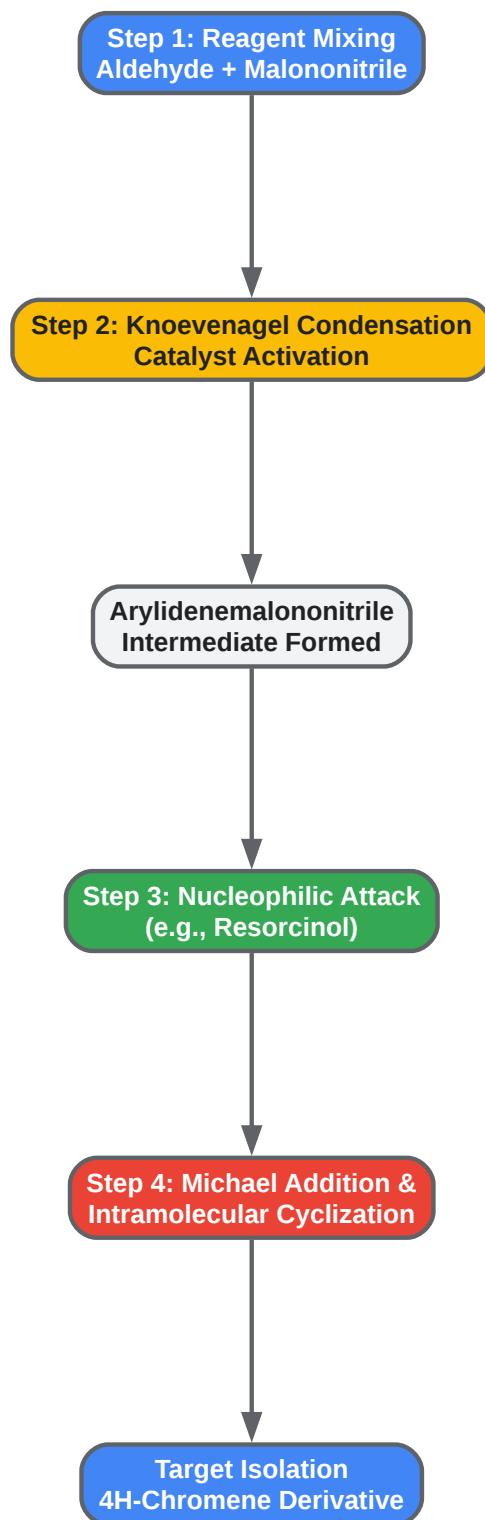 Step 1: Reagent Mixing
Aldehyde + Malononitrile
Step 2: Knoevenagel Condensation
Catalyst Activation
Arylidenemalononitrile
Intermediate Formed
Step 3: Nucleophilic Attack
(e.g., Resorcinol)
Step 4: Michael Addition &
Intramolecular Cyclization
Target Isolation
4H-Chromene Derivative